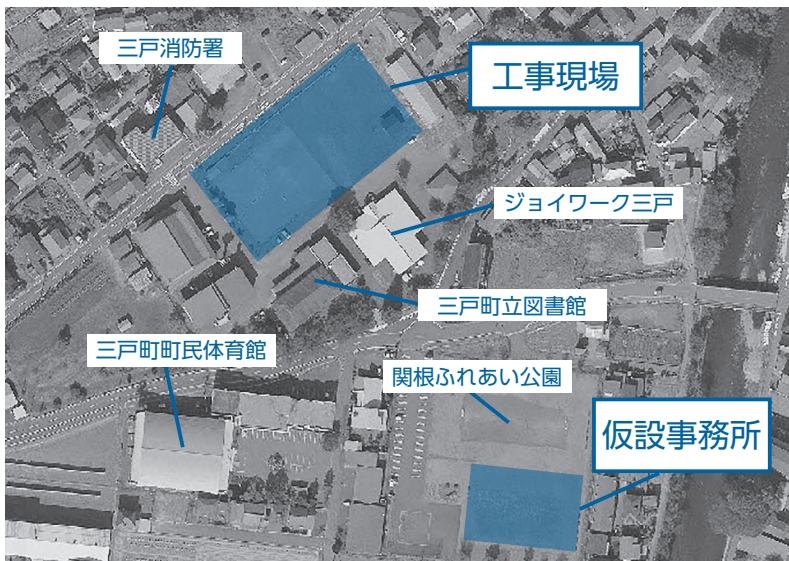 三戸消防署
工事現場
ジョイワーク三戸
三戸町立図書館
三戸町町民体育館
関根ふれあい公園
仮設事務所